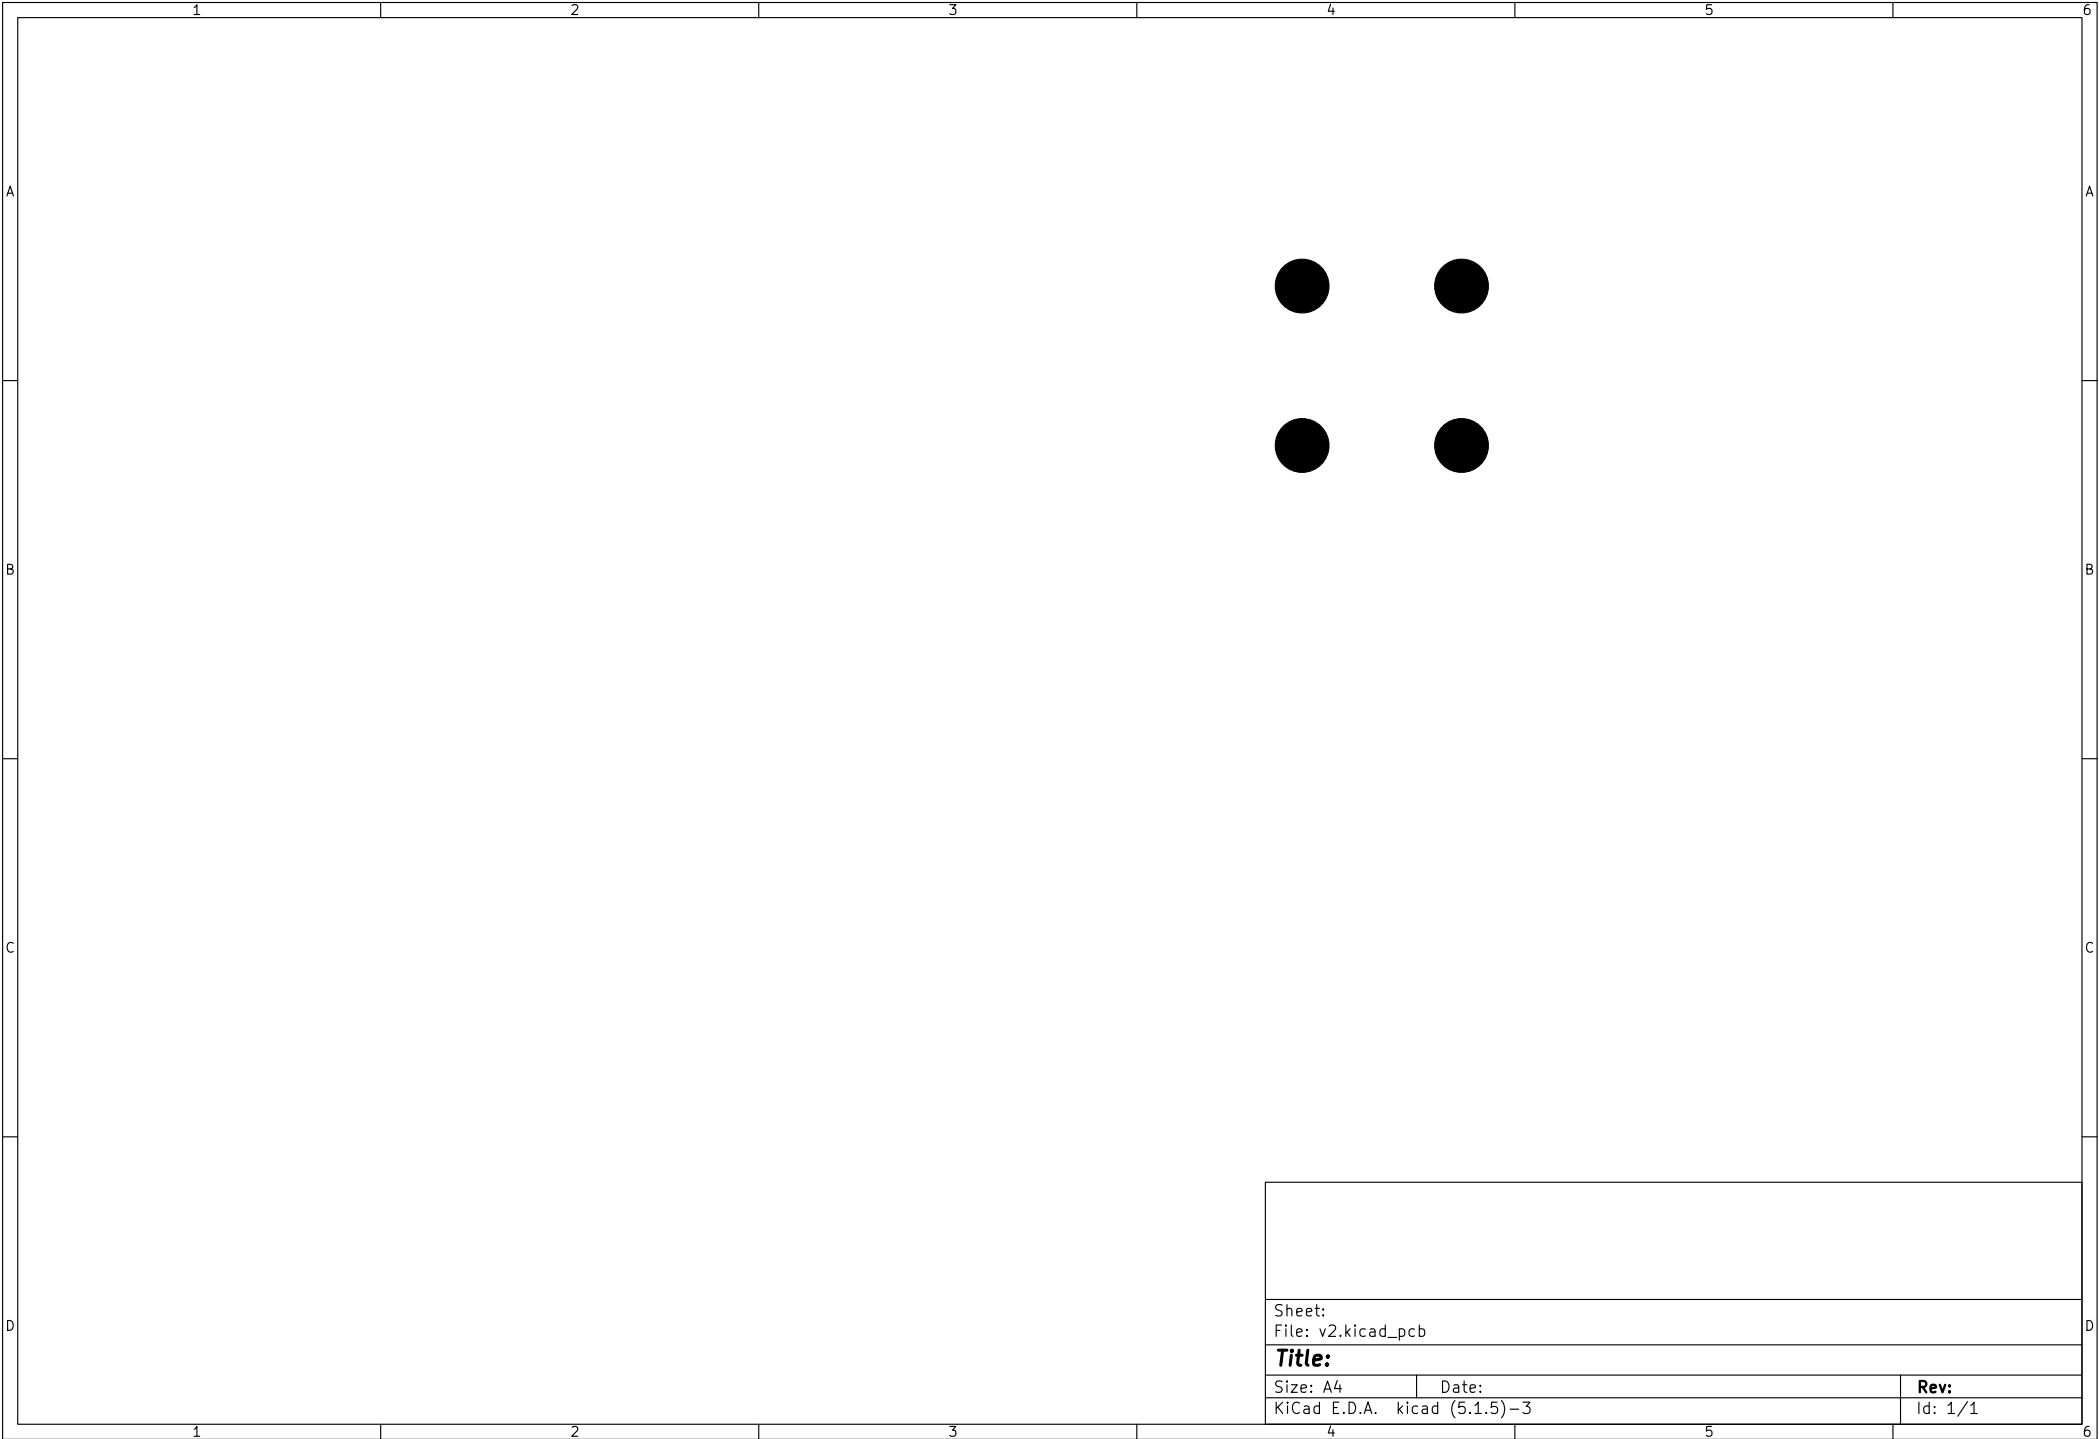 1 2 3 4 5 6
A A
B B
C C
D D
Sheet:
File: v2.kicad_pcb
Title:
Size: A4 Date: Rev:
KiCad E.D.A. kicad (5.1.5)-3 Id: 1/1
1 2 3 4 5 6